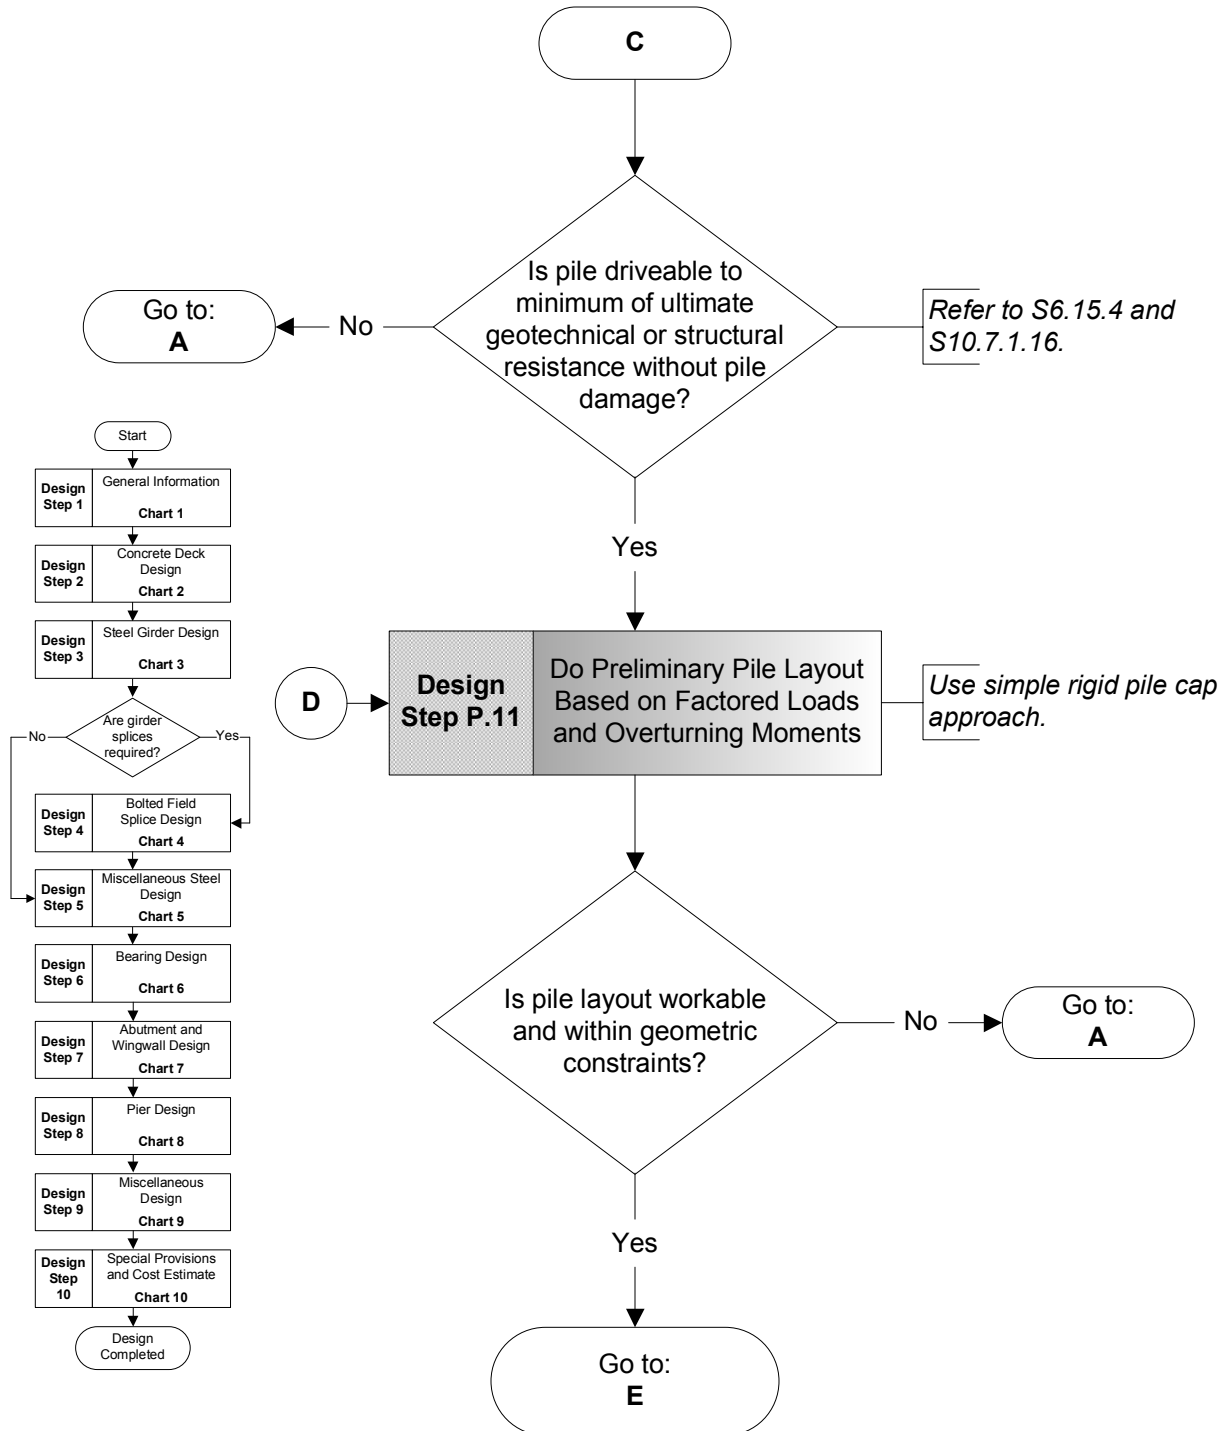 C
Is pile driveable to
minimum of ultimate
geotechnical or structural
resistance without pile
damage?
No
Go to:
A
Refer to S6.15.4 and
S10.7.1.16.
Yes
D
Design
Step P.11
Do Preliminary Pile Layout
Based on Factored Loads
and Overturning Moments
Use simple rigid pile cap
approach.
Is pile layout workable
and within geometric
constraints?
No
Go to:
A
Yes
Go to:
E
Start
Design
Step 1
General Information
Chart 1
Design
Step 2
Concrete Deck
Design
Chart 2
Design
Step 3
Steel Girder Design
Chart 3
Are girder
splices
required?
No
Yes
Design
Step 4
Bolted Field
Splice Design
Chart 4
Design
Step 5
Miscellaneous Steel
Design
Chart 5
Design
Step 6
Bearing Design
Chart 6
Design
Step 7
Abutment and
Wingwall Design
Chart 7
Design
Step 8
Pier Design
Chart 8
Design
Step 9
Miscellaneous
Design
Chart 9
Design
Step
10
Special Provisions
and Cost Estimate
Chart 10
Design
Completed